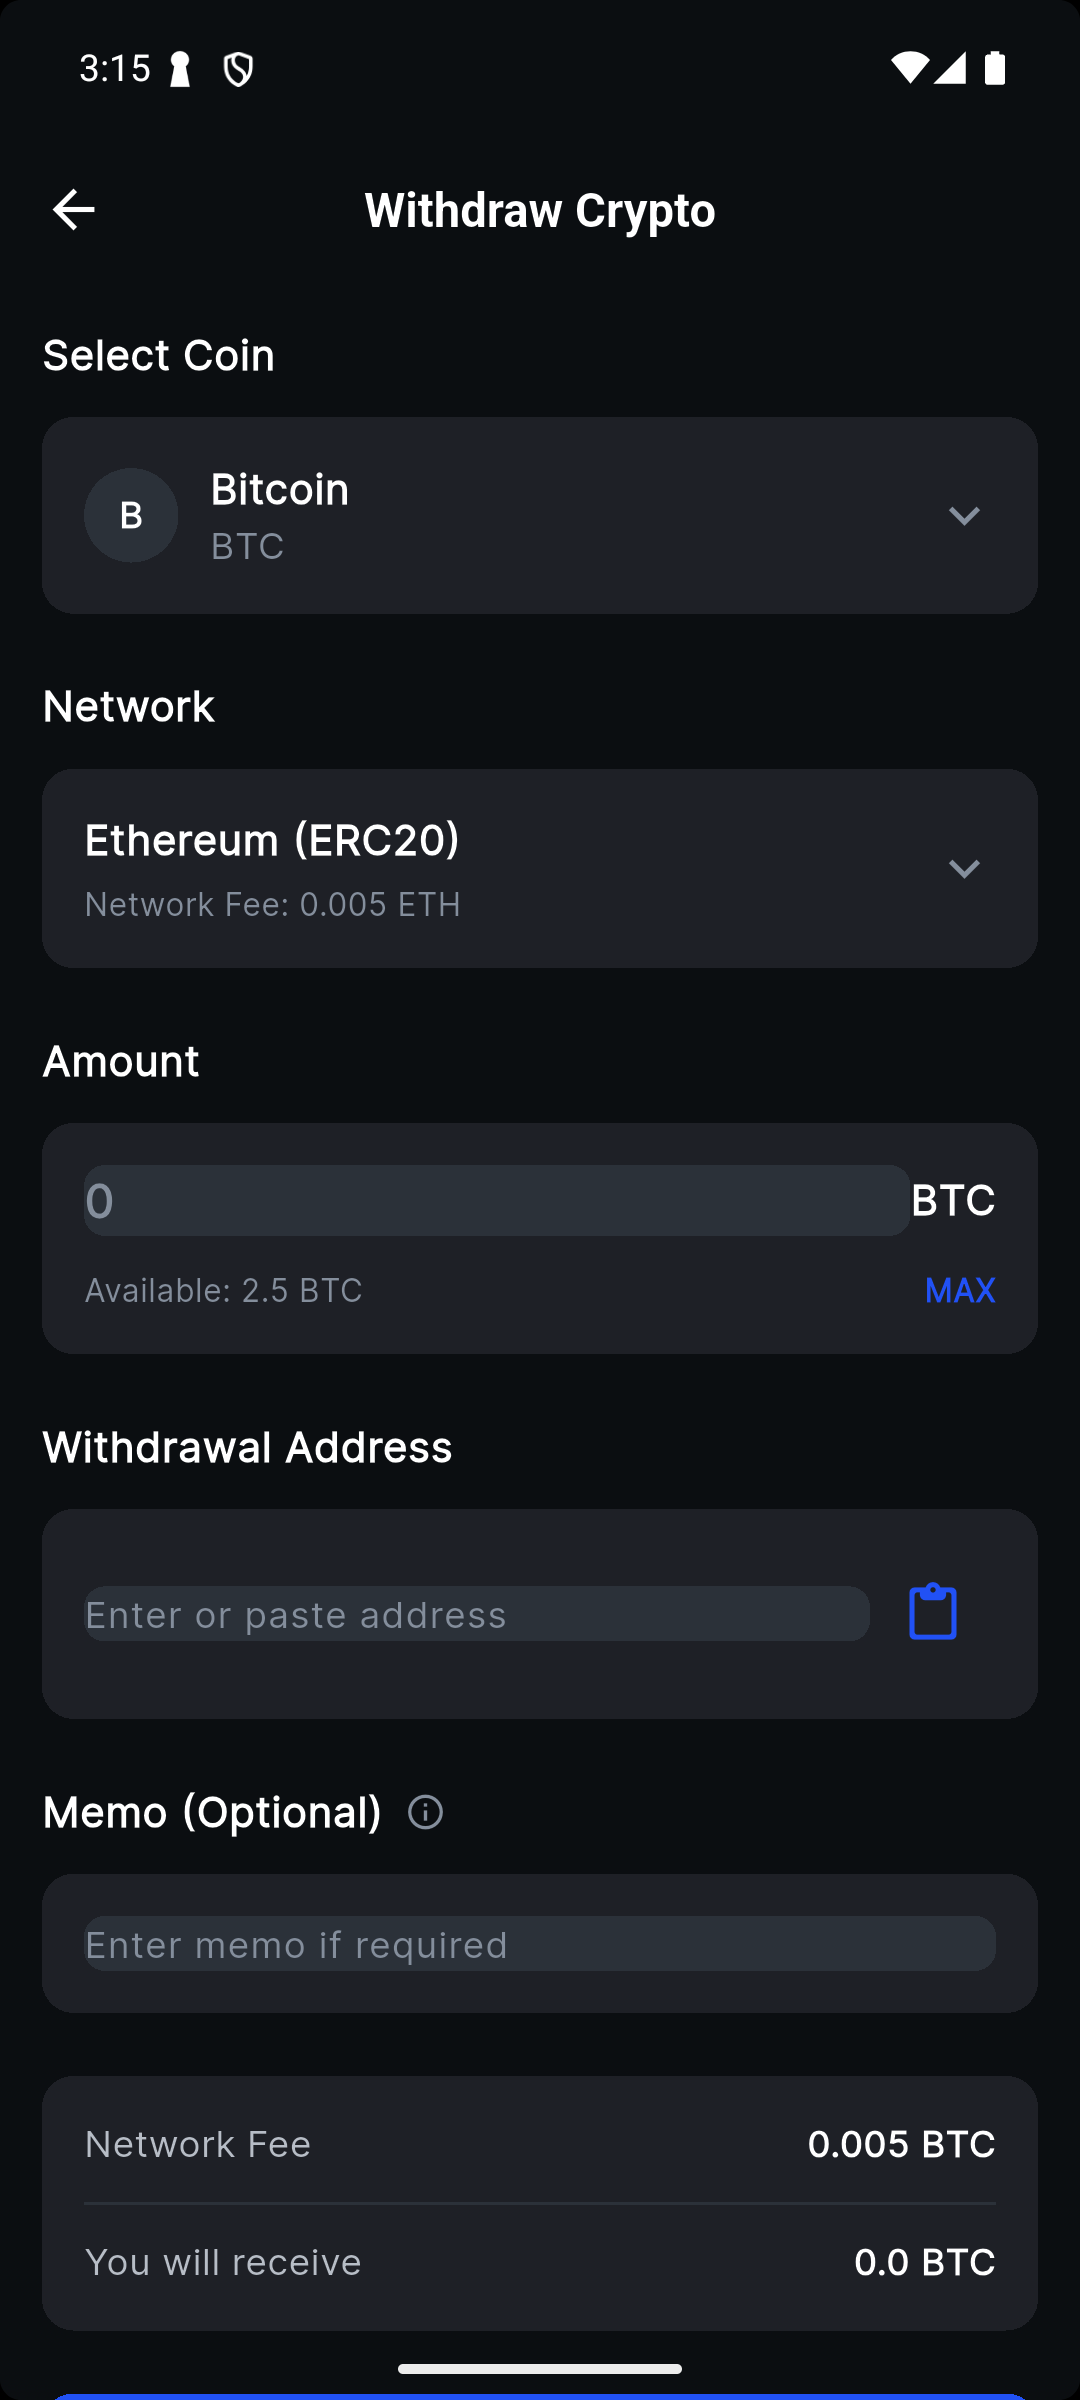 3:15
Withdraw Crypto
Select Coin
B
Bitcoin
BTC
Network
Ethereum (ERC20)
Network Fee: 0.005 ETH
Amount
0 BTC
Available: 2.5 BTC MAX
Withdrawal Address
Enter or paste address
Memo (Optional)
Enter memo if required
Network Fee 0.005 BTC
You will receive 0.0 BTC